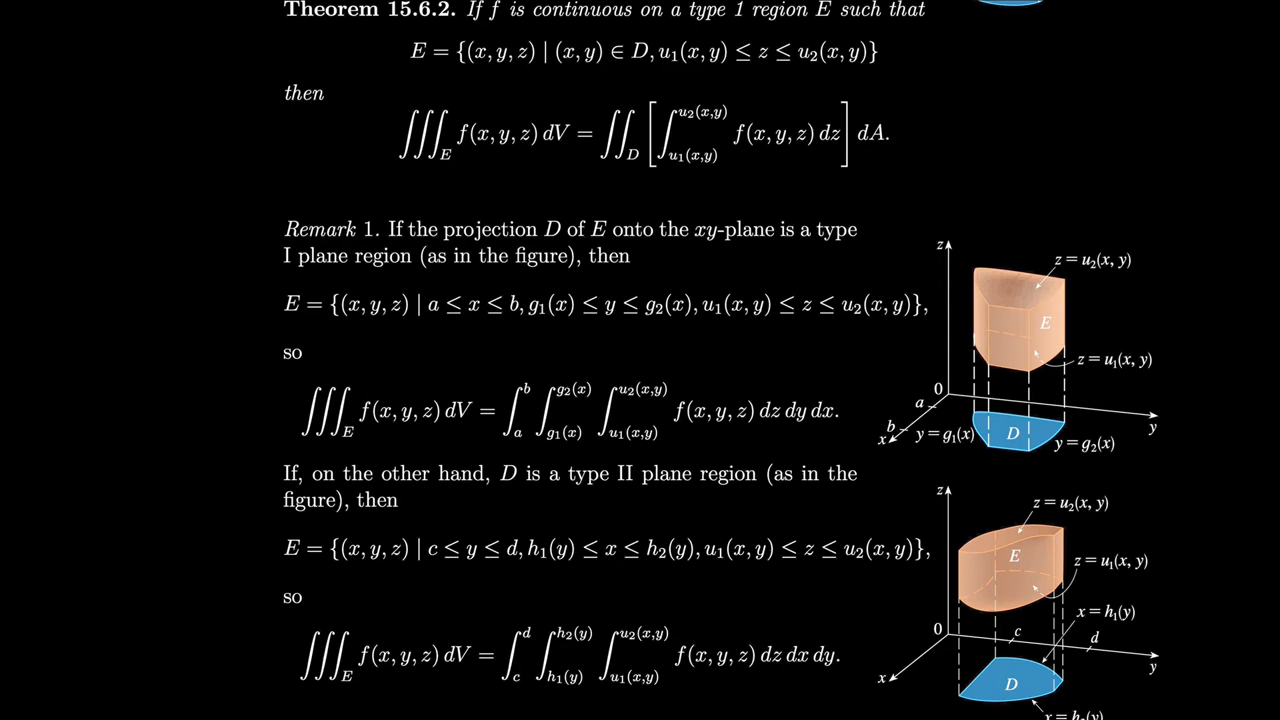 Theorem 15.6.2. If f is continuous on a type 1 region E such that
E = {(x, y, z) | (x, y) ∈ D, u₁(x, y) ≤ z ≤ u₂(x, y)}
then
∭_E f(x, y, z) dV = ∬_D [∫_{u₁(x,y)}^{u₂(x,y)} f(x, y, z) dz] dA.
Remark 1. If the projection D of E onto the xy-plane is a type
I plane region (as in the figure), then
E = {(x, y, z) | a ≤ x ≤ b, g₁(x) ≤ y ≤ g₂(x), u₁(x, y) ≤ z ≤ u₂(x, y)},
so
∭_E f(x, y, z) dV = ∫_a^b ∫_{g₁(x)}^{g₂(x)} ∫_{u₁(x,y)}^{u₂(x,y)} f(x, y, z) dz dy dx.
z
z = u₂(x, y)
E
z = u₁(x, y)
0
a
b
x
y = g₁(x)
D
y = g₂(x)
y
If, on the other hand, D is a type II plane region (as in the
figure), then
E = {(x, y, z) | c ≤ y ≤ d, h₁(y) ≤ x ≤ h₂(y), u₁(x, y) ≤ z ≤ u₂(x, y)},
so
∭_E f(x, y, z) dV = ∫_c^d ∫_{h₁(y)}^{h₂(y)} ∫_{u₁(x,y)}^{u₂(x,y)} f(x, y, z) dz dx dy.
z
z = u₂(x, y)
E
z = u₁(x, y)
x = h₁(y)
0
c
d
y
x
D
x = h₂(y)